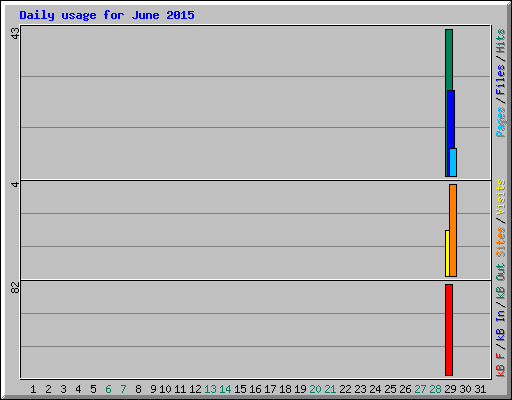 Daily usage for June 2015
43
4
82
Pages / Files / Hits
Sites / Visits
kB F / kB In / kB Out
1 2 3 4 5 6 7 8 9 10 11 12 13 14 15 16 17 18 19 20 21 22 23 24 25 26 27 28 29 30 31